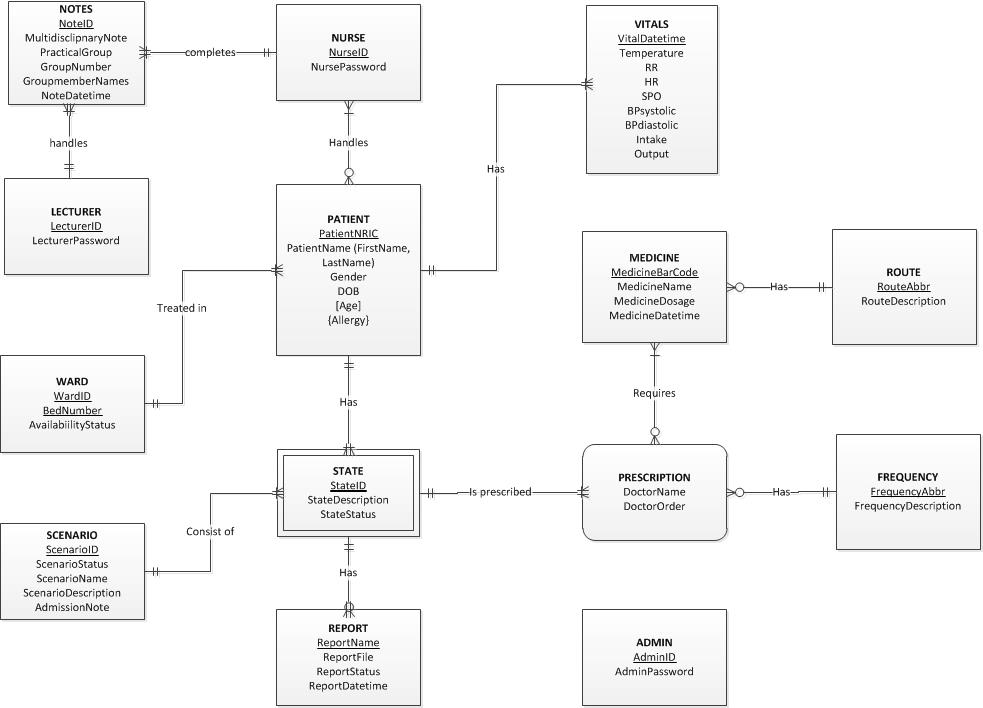 NOTES
NoteID
MultidisclipnaryNote
PracticalGroup
GroupNumber
GroupmemberNames
NoteDatetime
completes
NURSE
NurseID
NursePassword
VITALS
VitalDatetime
Temperature
RR
HR
SPO
BPsystolic
BPdiastolic
Intake
Output
handles
Handles
Has
LECTURER
LecturerID
LecturerPassword
PATIENT
PatientNRIC
PatientName (FirstName,
LastName)
Gender
DOB
[Age]
{Allergy}
MEDICINE
MedicineBarCode
MedicineName
MedicineDosage
MedicineDatetime
Has
ROUTE
RouteAbbr
RouteDescription
Treated in
WARD
WardID
BedNumber
AvailabiilityStatus
Has
Requires
STATE
StateID
StateDescription
StateStatus
Is prescribed
PRESCRIPTION
DoctorName
DoctorOrder
Has
FREQUENCY
FrequencyAbbr
FrequencyDescription
Consist of
SCENARIO
ScenarioID
ScenarioStatus
ScenarioName
ScenarioDescription
AdmissionNote
Has
REPORT
ReportName
ReportFile
ReportStatus
ReportDatetime
ADMIN
AdminID
AdminPassword